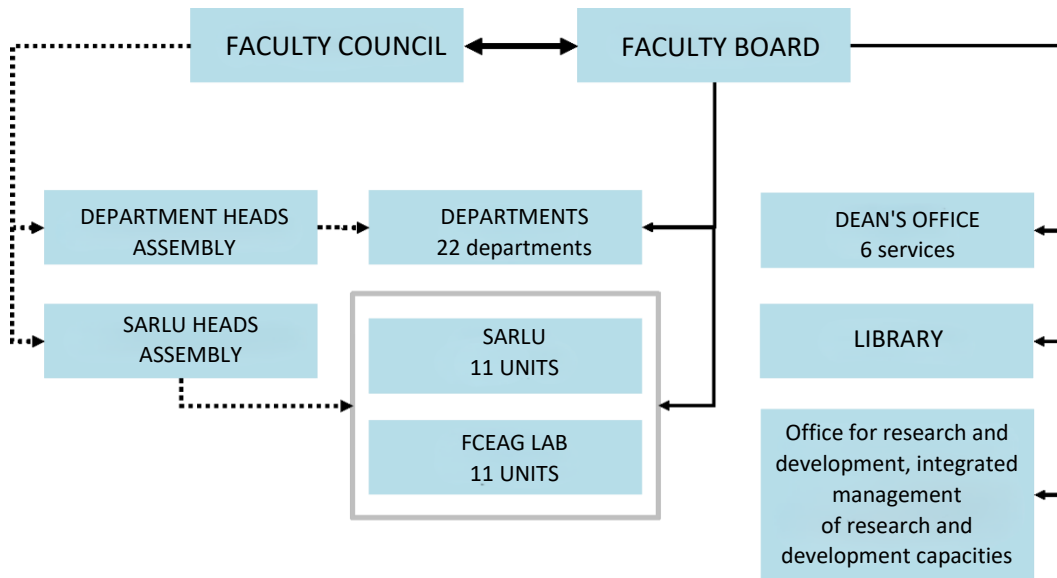 FACULTY COUNCIL
FACULTY BOARD
DEPARTMENT HEADS
ASSEMBLY
DEPARTMENTS
22 departments
DEAN'S OFFICE
6 services
SARLU HEADS
ASSEMBLY
SARLU
11 UNITS
LIBRARY
FCEAG LAB
11 UNITS
Office for research and
development, integrated
management
of research and
development capacities